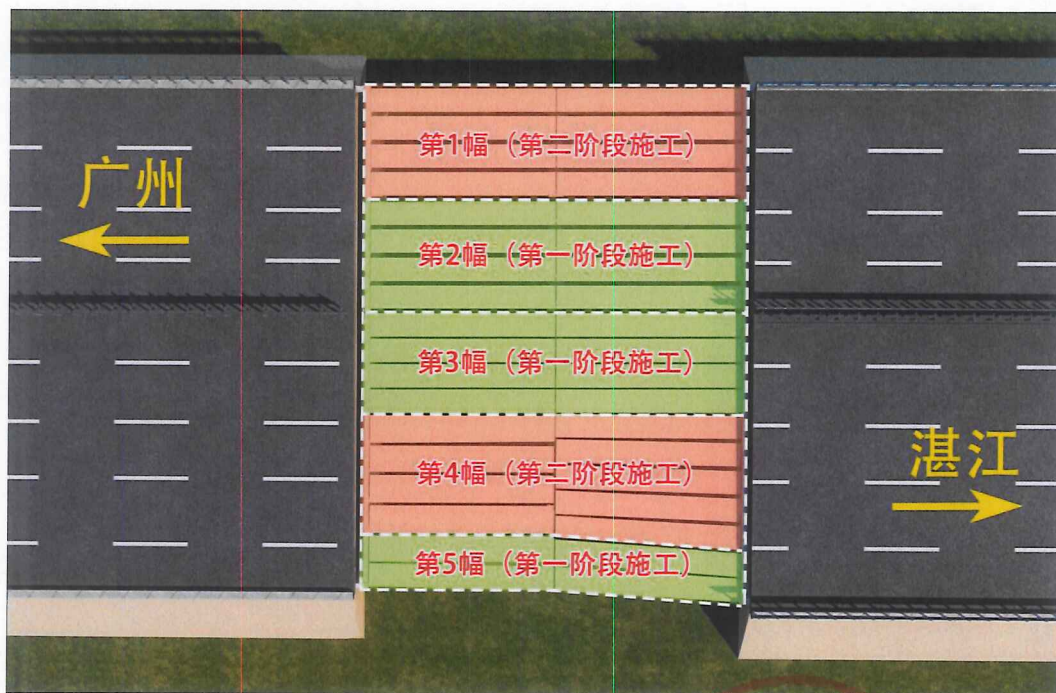 第1幅（第二阶段施工）
广州
第2幅（第一阶段施工）
第3幅（第一阶段施工）
第4幅（第二阶段施工）
湛江
第5幅（第一阶段施工）